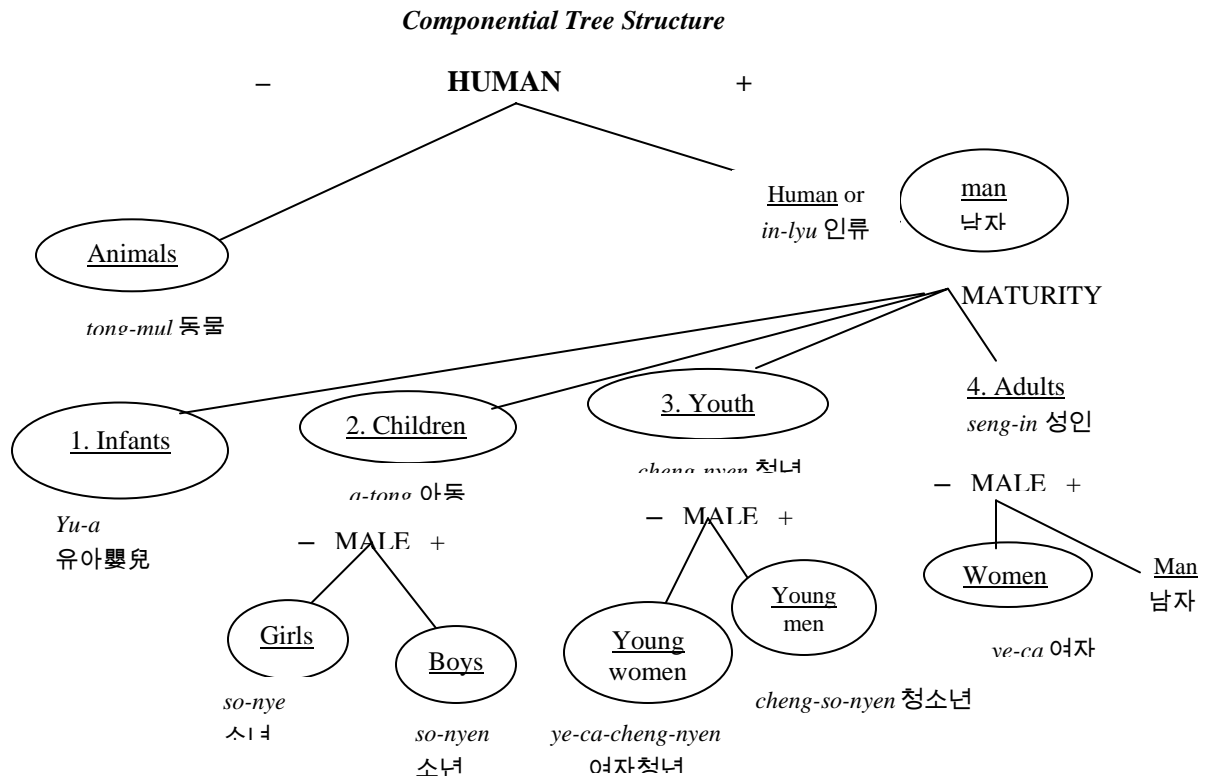 Componential Tree Structure
– HUMAN +
Human or
in-lyu 인류
man
남자
Animals
tong-mul 동물
MATURITY
1. Infants
Yu-a
유아嬰兒
2. Children
a-tong 아동
3. Youth
cheng-nyen 청년
4. Adults
seng-in 성인
– MALE +
Girls
so-nye
소녀
Boys
so-nyen
소년
– MALE +
Young
women
ye-ca-cheng-nyen
여자청년
Young
men
cheng-so-nyen 청소년
– MALE +
Women
ye-ca 여자
Man
남자